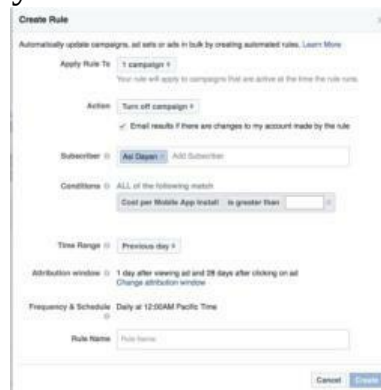 y
Create Rule
Automatically update campaigns, ad sets or ads in bulk by creating automated rules. Learn More
Apply Rule To 1 campaign
Your rule will apply to campaigns that are active at the time the rule runs.
Action Turn off campaign
Email results if there are changes to my account made by the rule
Subscriber Asi Dayan Add Subscriber
Conditions ALL of the following match
Cost per Mobile App Install is greater than
Time Range Previous day
Attribution window 1 day after viewing ad and 28 days after clicking on ad
Change attribution window
Frequency & Schedule Daily at 12:00AM Pacific Time
Rule Name Rule Name
Cancel Create